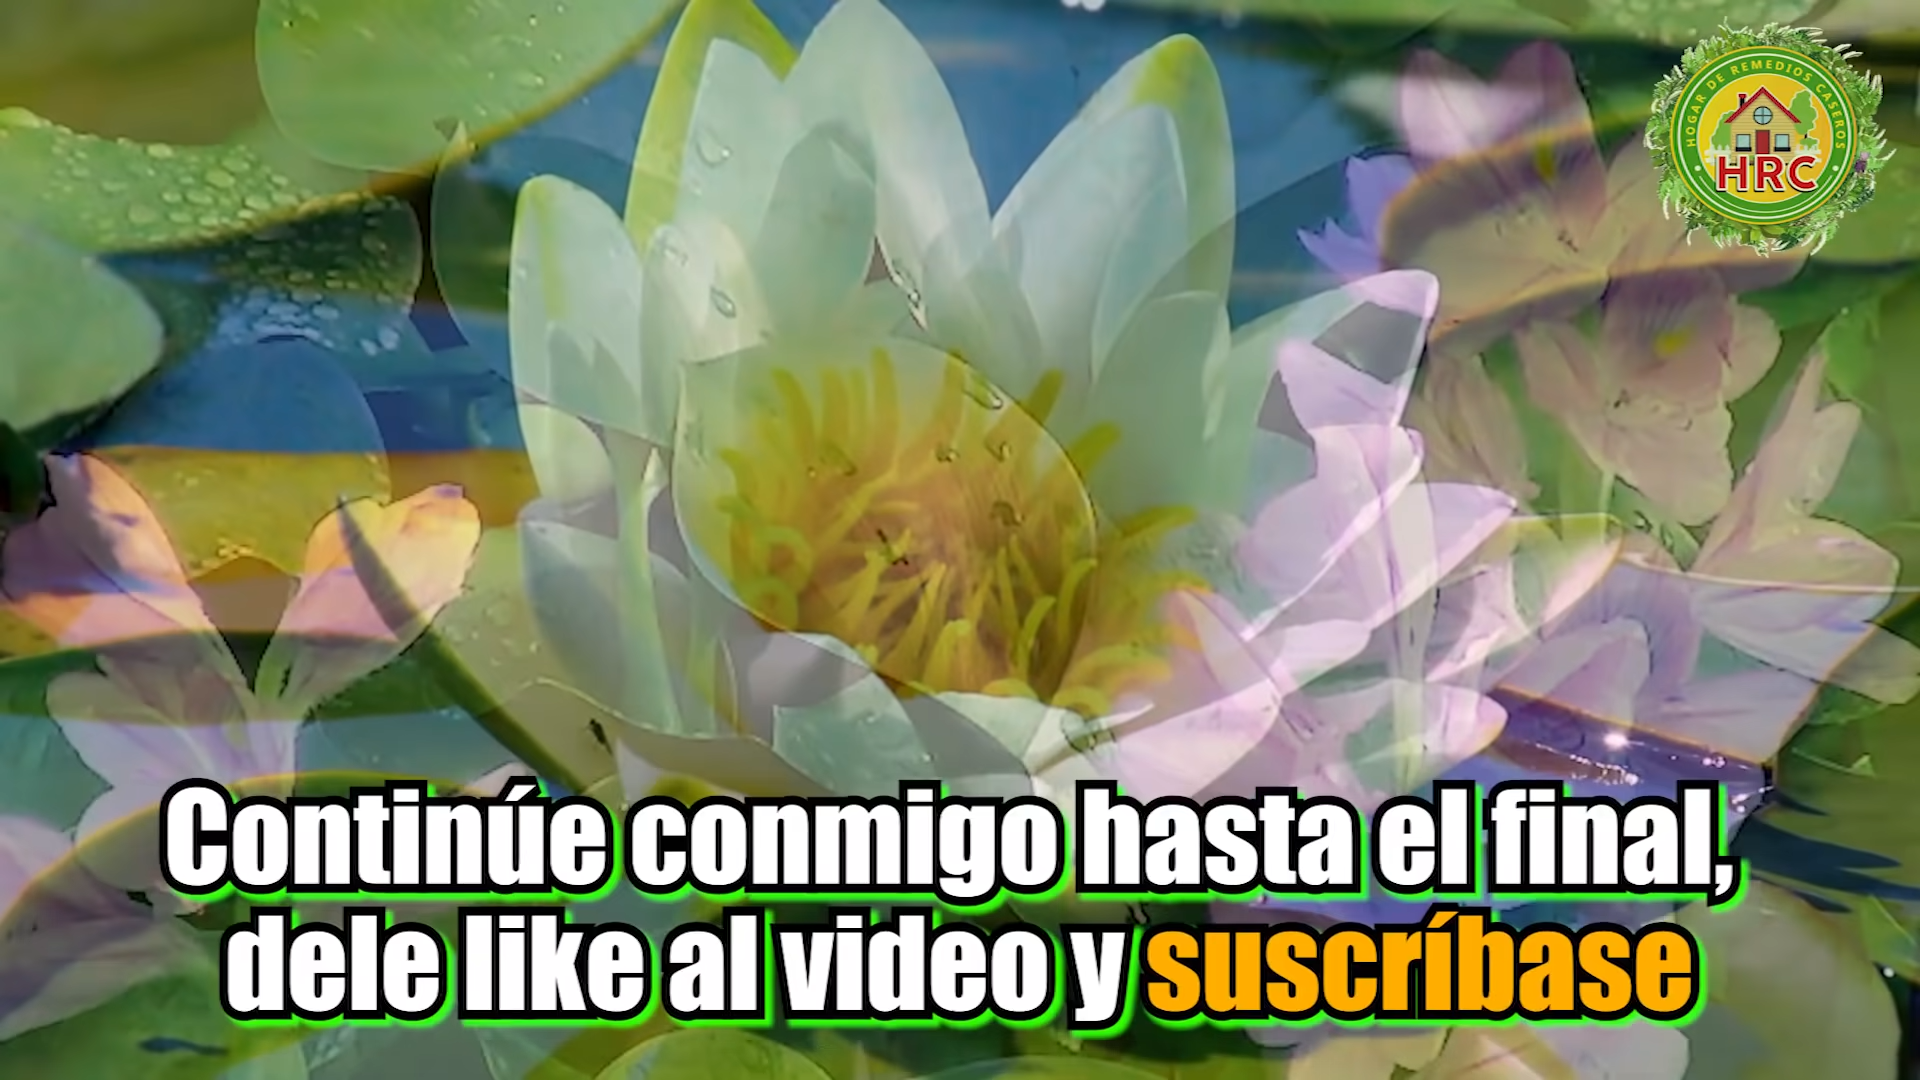 HOGAR DE REMEDIOS CASEROS
HRC
Continúe conmigo hasta el final,
dele like al video y suscríbase